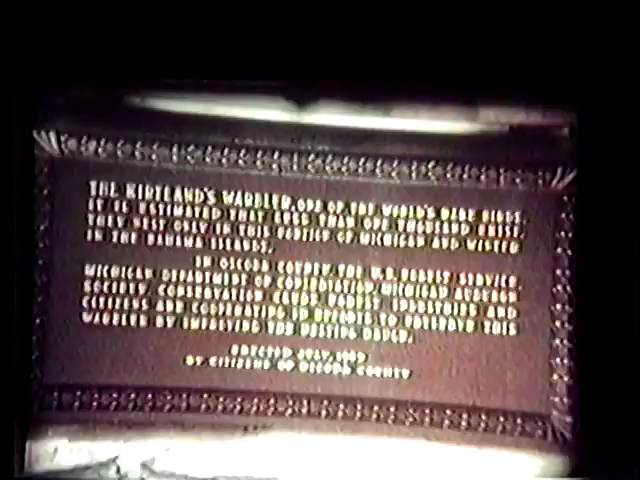 THE KIRTLAND'S WARBLER, ONE OF THE WORLD'S RARE BIRDS.
IT IS ESTIMATED THAT LESS THAN ONE THOUSAND EXIST.
THEY NEST ONLY IN THIS PORTION OF MICHIGAN AND WINTER
IN THE BAHAMA ISLANDS.
IN OSCODA COUNTY, THE U.S. FOREST SERVICE,
MICHIGAN DEPARTMENT OF CONSERVATION, MICHIGAN AUDUBON
SOCIETY, CONSERVATION CLUBS, FOREST INDUSTRIES AND
CITIZENS ARE COOPERATING IN EFFORTS TO PRESERVE THIS
WARBLER BY IMPROVING THE NESTING RANGE.
ERECTED JULY,
BY CITIZENS OF OSCODA COUNTY